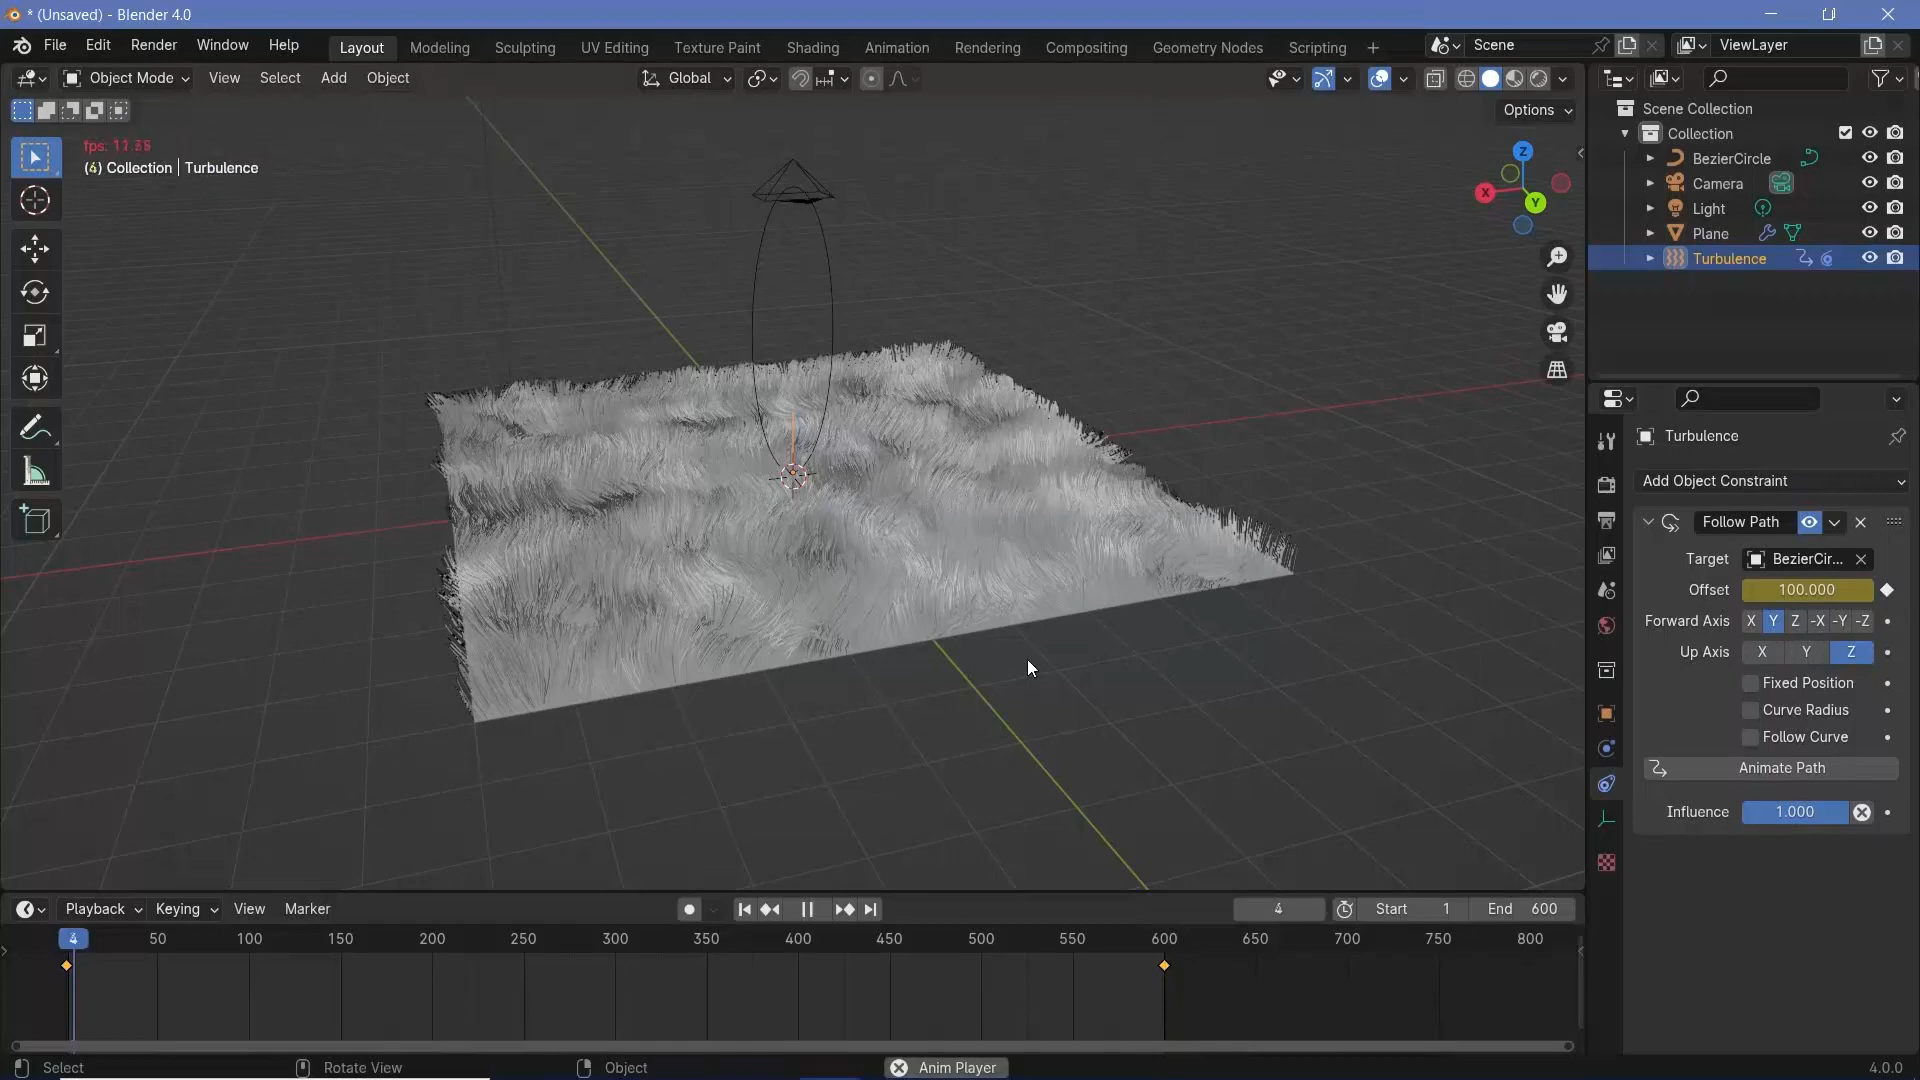 * (Unsaved) - Blender 4.0
File Edit Render Window Help Layout Modeling Sculpting UV Editing Texture Paint Shading Animation Rendering Compositing Geometry Nodes Scripting + Scene ViewLayer
Object Mode View Select Add Object Global
Options
fps: 11.
(4) Collection | Turbulence
Z
X
Y
Scene Collection
Collection
BezierCircle
Camera
Light
Plane
Turbulence
Turbulence
Add Object Constraint
Follow Path
Target BezierCir...
Offset 100.000
Forward Axis X Y Z -X -Y -Z
Up Axis X Y Z
Fixed Position
Curve Radius
Follow Curve
Animate Path
Influence 1.000
Playback Keying View Marker 4 Start 1 End 600
4 50 100 150 200 250 300 350 400 450 500 550 600 650 700 750 800
Select Rotate View Object Anim Player 4.0.0